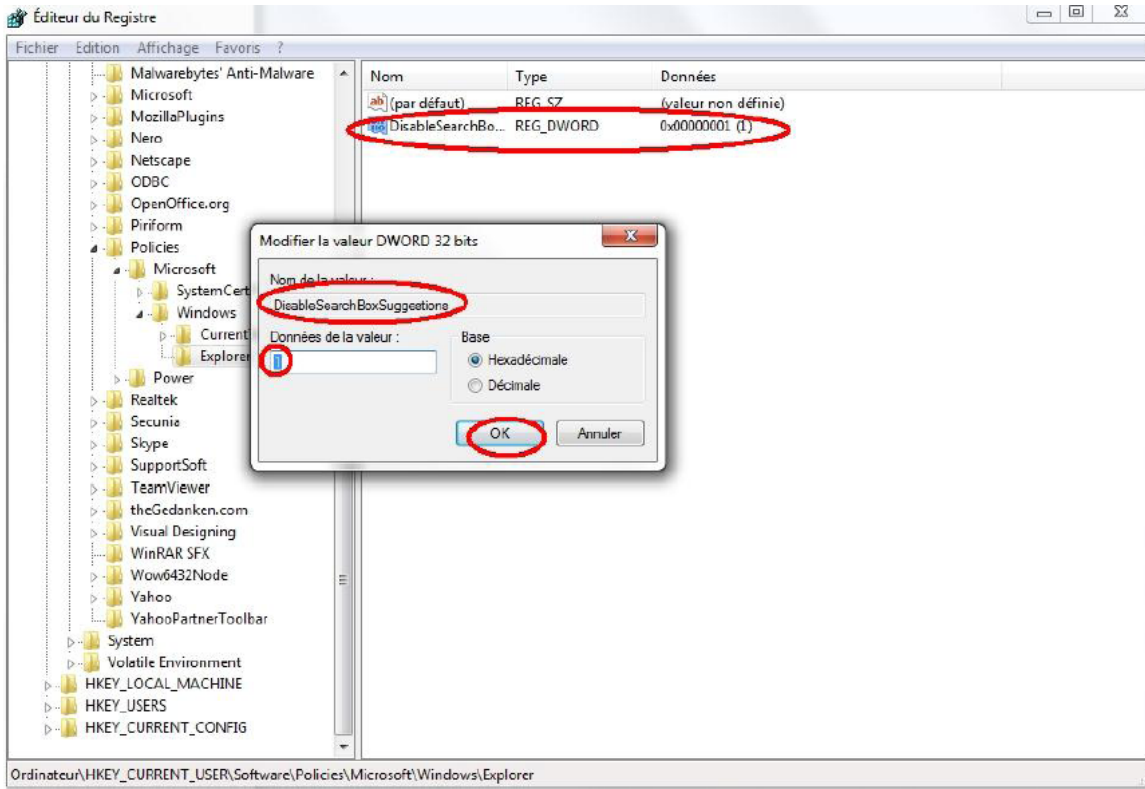 Éditeur du Registre
Fichier Edition Affichage Favoris ?
Malwarebytes' Anti-Malware
Microsoft
MozillaPlugins
Nero
Netscape
ODBC
OpenOffice.org
Piriform
Policies
Microsoft
SystemCert
Windows
Current
Explorer
Power
Realtek
Secunia
Skype
SupportSoft
TeamViewer
theGedanken.com
Visual Designing
WinRAR SFX
Wow6432Node
Yahoo
YahooPartnerToolbar
System
Volatile Environment
HKEY_LOCAL_MACHINE
HKEY_USERS
HKEY_CURRENT_CONFIG
Nom Type Données
(par défaut) REG_SZ (valeur non définie)
DisableSearchBo... REG_DWORD 0x00000001 (1)
Modifier la valeur DWORD 32 bits
Nom de la valeur :
DisableSearchBoxSuggestions
Données de la valeur :
1
Base
Hexadécimale
Décimale
OK Annuler
Ordinateur\HKEY_CURRENT_USER\Software\Policies\Microsoft\Windows\Explorer